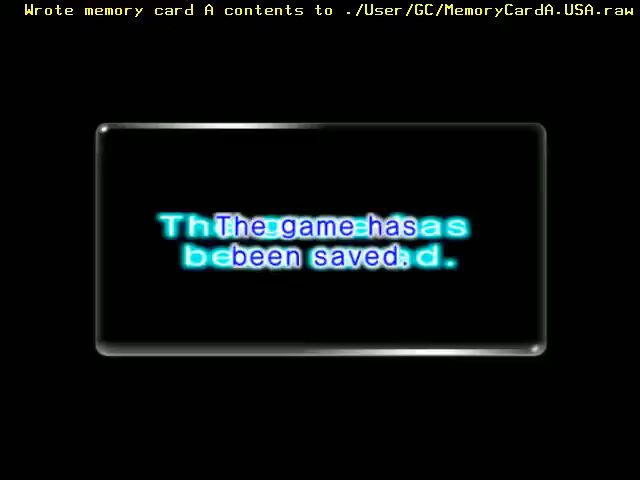 Wrote memory card A contents to ./User/GC/MemoryCardA.USA.raw
The game has
been saved.